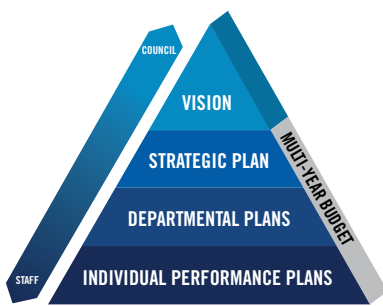 COUNCIL
VISION
STRATEGIC PLAN
MULTI-YEAR BUDGET
DEPARTMENTAL PLANS
STAFF
INDIVIDUAL PERFORMANCE PLANS